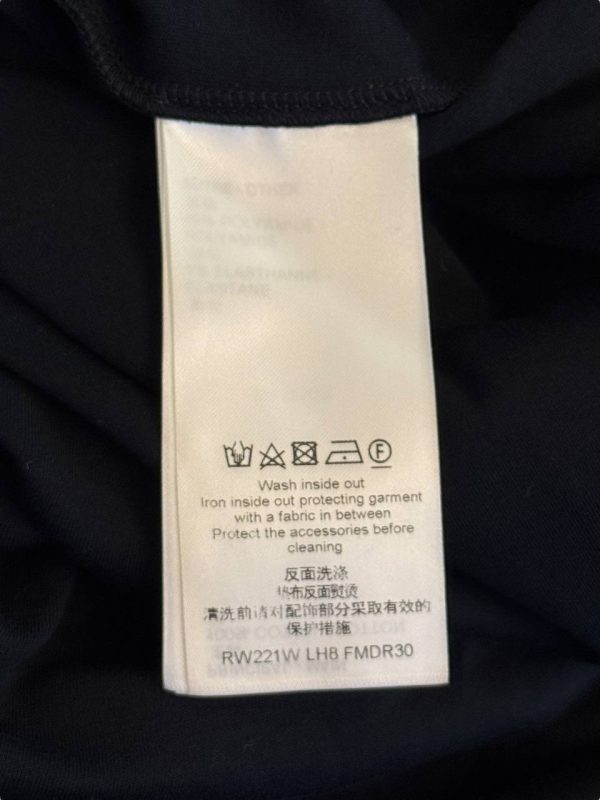 F
Wash inside out
Iron inside out protecting garment
with a fabric in between
Protect the accessories before
cleaning
反面洗涤
垫布反面熨烫
清洗前请对配饰部分采取有效的
保护措施
RW221W LH8 FMDR30